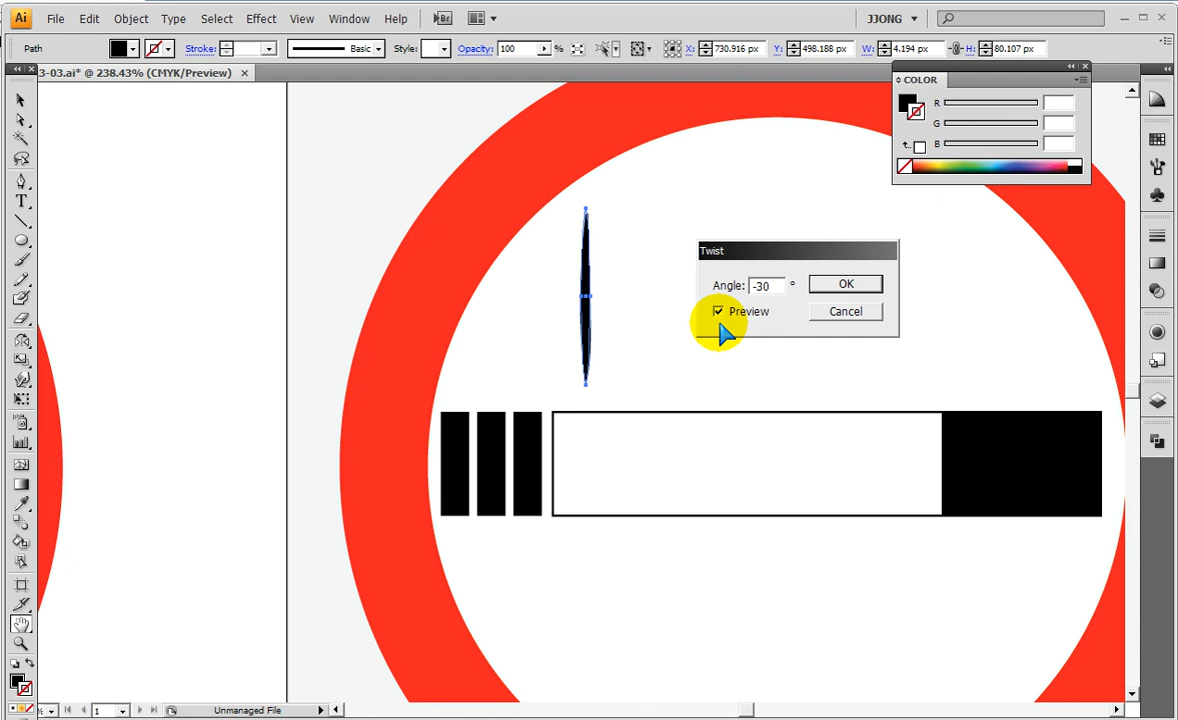 Ai File Edit Object Type Select Effect View Window Help Br JJONG
Path Stroke: Basic Style: Opacity: 100 % X: 730.916 px Y: 498.188 px W: 4.194 px H: 80.107 px
3-03.ai* @ 238.43% (CMYK/Preview)
COLOR
R
G
B
Twist
Angle: -30 ° OK
Preview Cancel
1 Unmanaged File